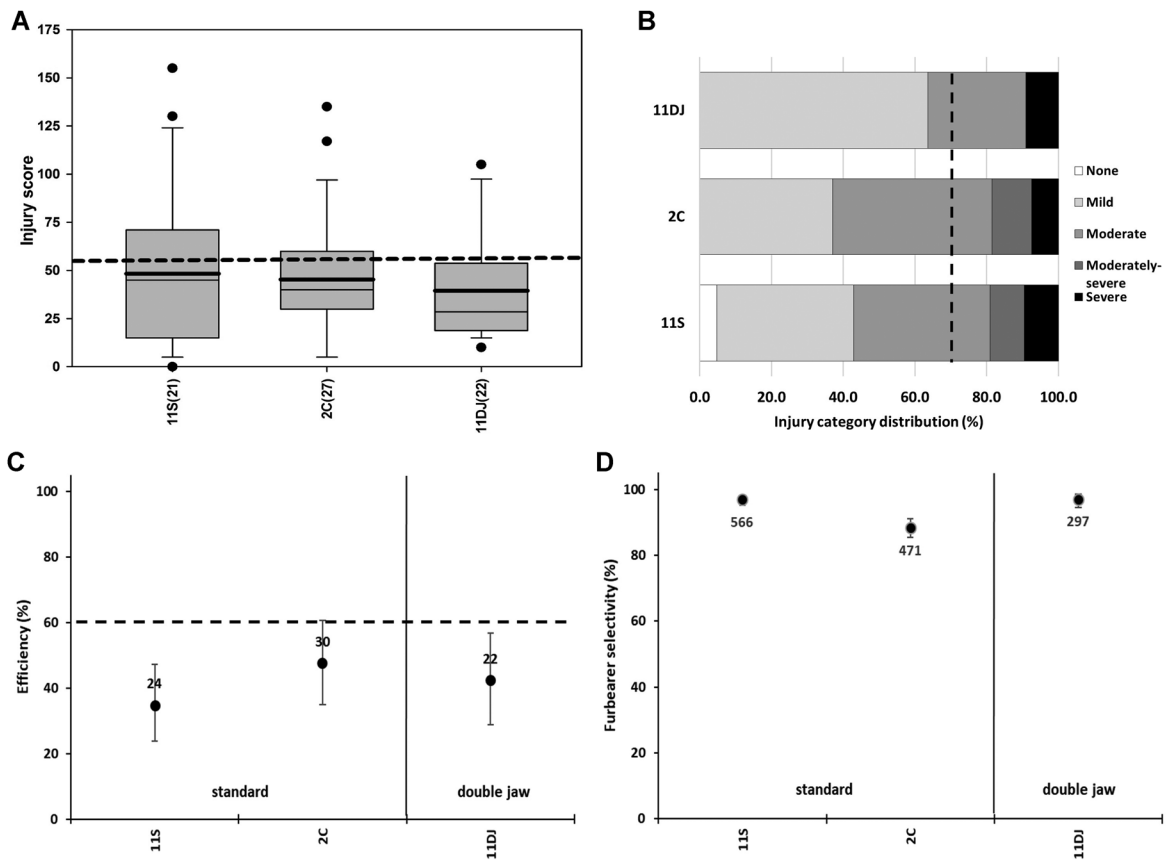 A
175
150
125
100
75
50
25
0
Injury score
11S(21)
2C(27)
11DJ(22)
B
11DJ
2C
11S
0.0 20.0 40.0 60.0 80.0 100.0
Injury category distribution (%)
None
Mild
Moderate
Moderately-
severe
Severe
C
100
80
60
40
20
0
Efficiency (%)
24
30
22
standard
double jaw
11S
2C
11DJ
D
100
80
60
40
20
0
Furbearer selectivity (%)
566
471
297
standard
double jaw
11S
2C
11DJ